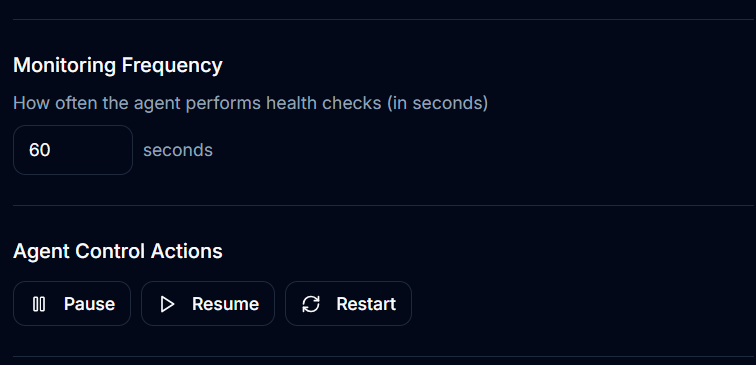 Monitoring Frequency
How often the agent performs health checks (in seconds)
60 seconds
Agent Control Actions
Pause Resume Restart